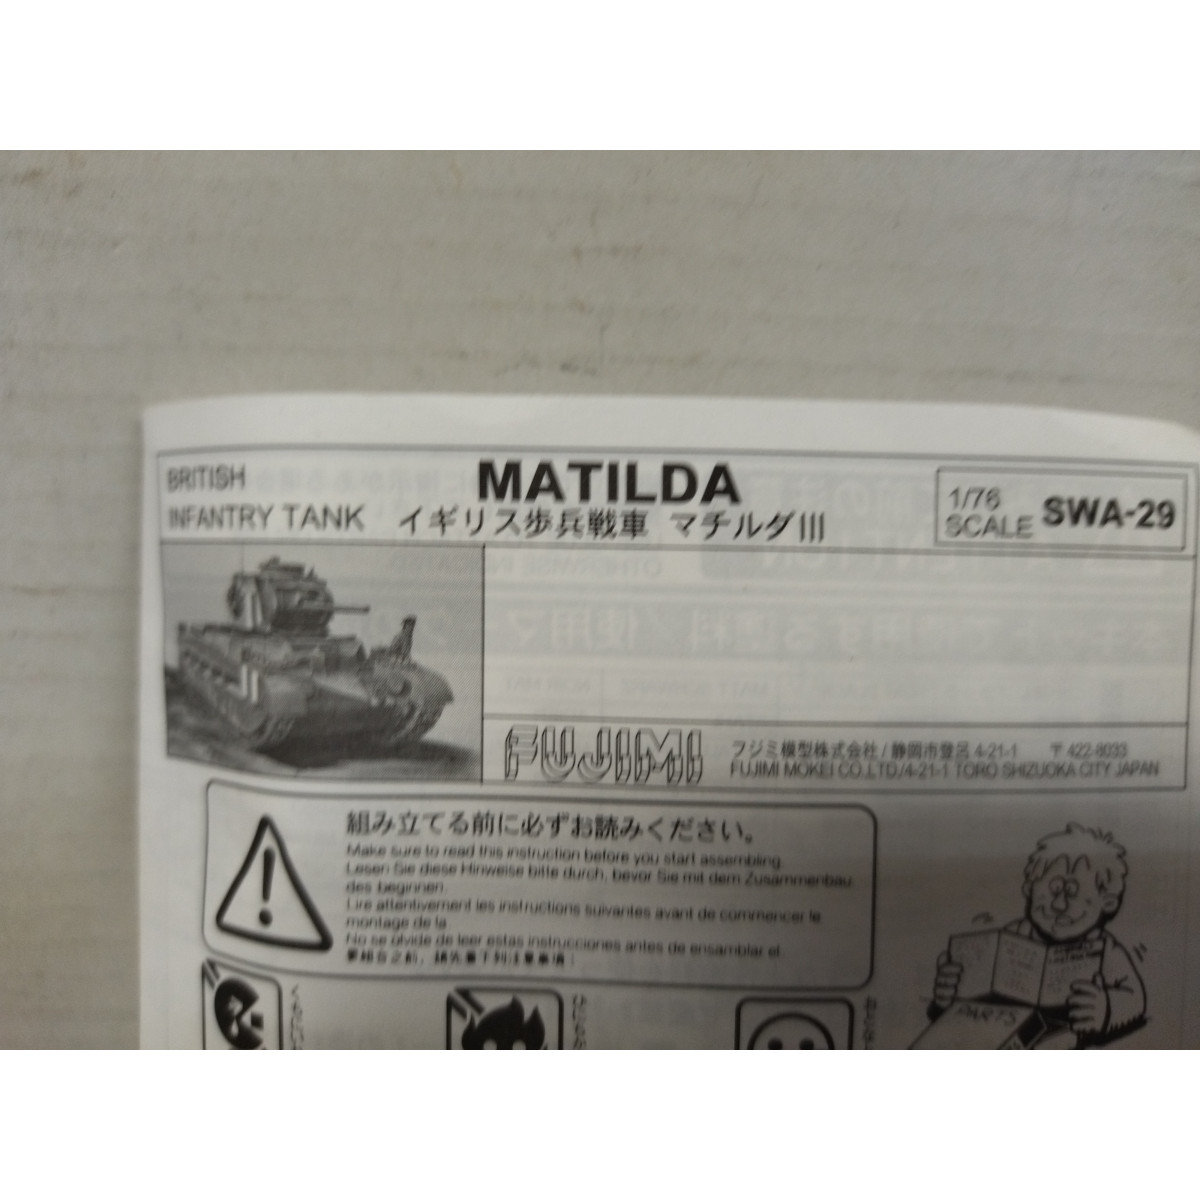 BRITISH
INFANTRY TANK
MATILDA
イギリス歩兵戦車 マチルダIII
1/76
SCALE
SWA-29
FUJIMI
フジミ模型株式会社/静岡市登呂 4-21-1 〒422-8033
FUJIMI MOKEI CO.,LTD./4-21-1 TORO SHIZUOKA CITY JAPAN
組み立てる前に必ずお読みください。
Make sure to read this instruction before you start assembling.
Lesen Sie diese Hinweise bitte durch, bevor Sie mit dem Zusammenbau
des beginnen.
Lire attentivement les instructions suivantes avant de commencer le
montage de la
No se olvide de leer estas instrucciones antes de ensamblar el
PARTS